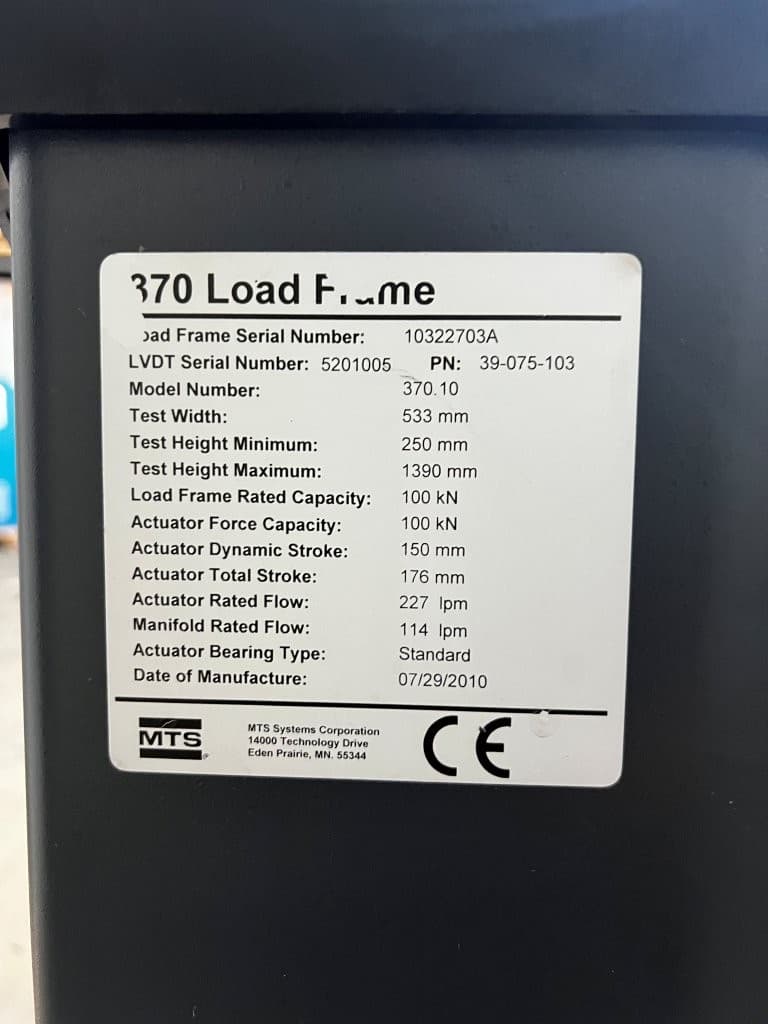 370 Load Frame
oad Frame Serial Number: 10322703A
LVDT Serial Number: 5201005 PN: 39-075-103
Model Number: 370.10
Test Width: 533 mm
Test Height Minimum: 250 mm
Test Height Maximum: 1390 mm
Load Frame Rated Capacity: 100 kN
Actuator Force Capacity: 100 kN
Actuator Dynamic Stroke: 150 mm
Actuator Total Stroke: 176 mm
Actuator Rated Flow: 227 lpm
Manifold Rated Flow: 114 lpm
Actuator Bearing Type: Standard
Date of Manufacture: 07/29/2010
MTS
MTS Systems Corporation
14000 Technology Drive
Eden Prairie, MN. 55344
CE